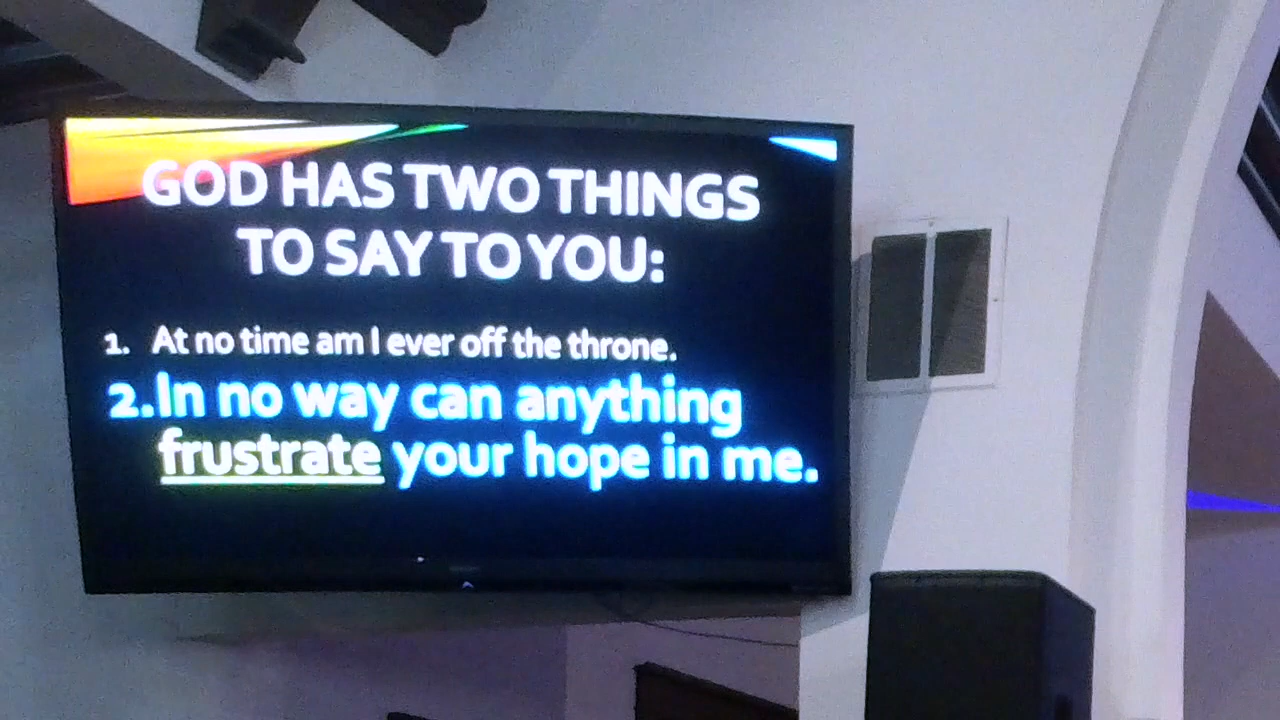 GOD HAS TWO THINGS
TO SAY TO YOU:
1. At no time am I ever off the throne.
2. In no way can anything
frustrate your hope in me.